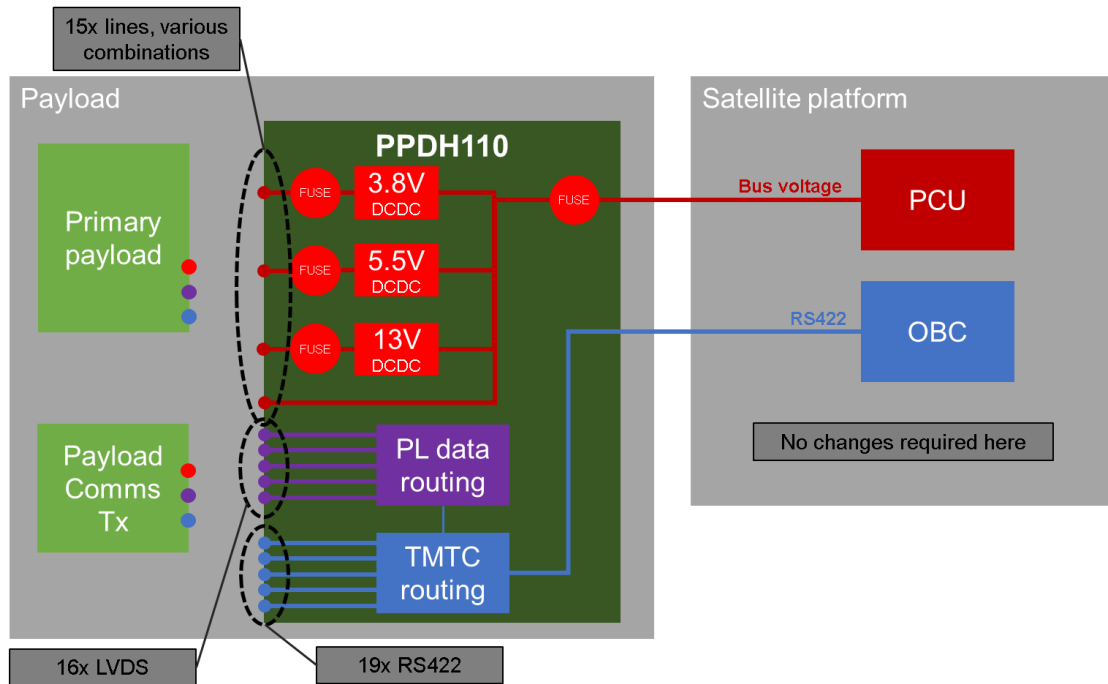 15x lines, various
combinations
Payload
Satellite platform
PPDH110
Primary
payload
FUSE
3.8V
DCDC
FUSE
5.5V
DCDC
FUSE
13V
DCDC
FUSE
Bus voltage
PCU
RS422
OBC
No changes required here
Payload
Comms
Tx
PL data
routing
TMTC
routing
16x LVDS
19x RS422